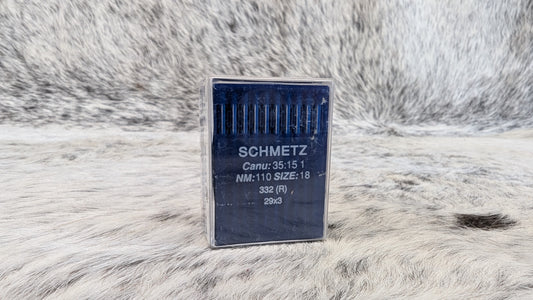 SCHMETZ
Canu: 35:15 1
NM:110 SIZE:18
332 (R)
29x3